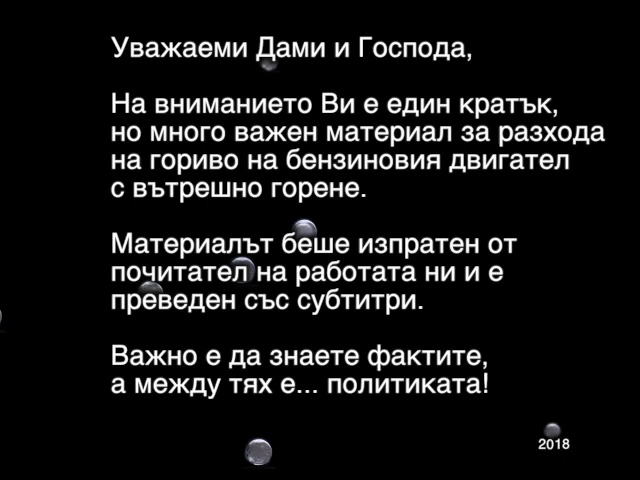 Уважаеми Дами и Господа,
На вниманието Ви е един кратък,
но много важен материал за разхода
на гориво на бензиновия двигател
с вътрешно горене.
Материалът беше изпратен от
почитател на работата ни и е
преведен със субтитри.
Важно е да знаете фактите,
а между тях е... политиката!
2018